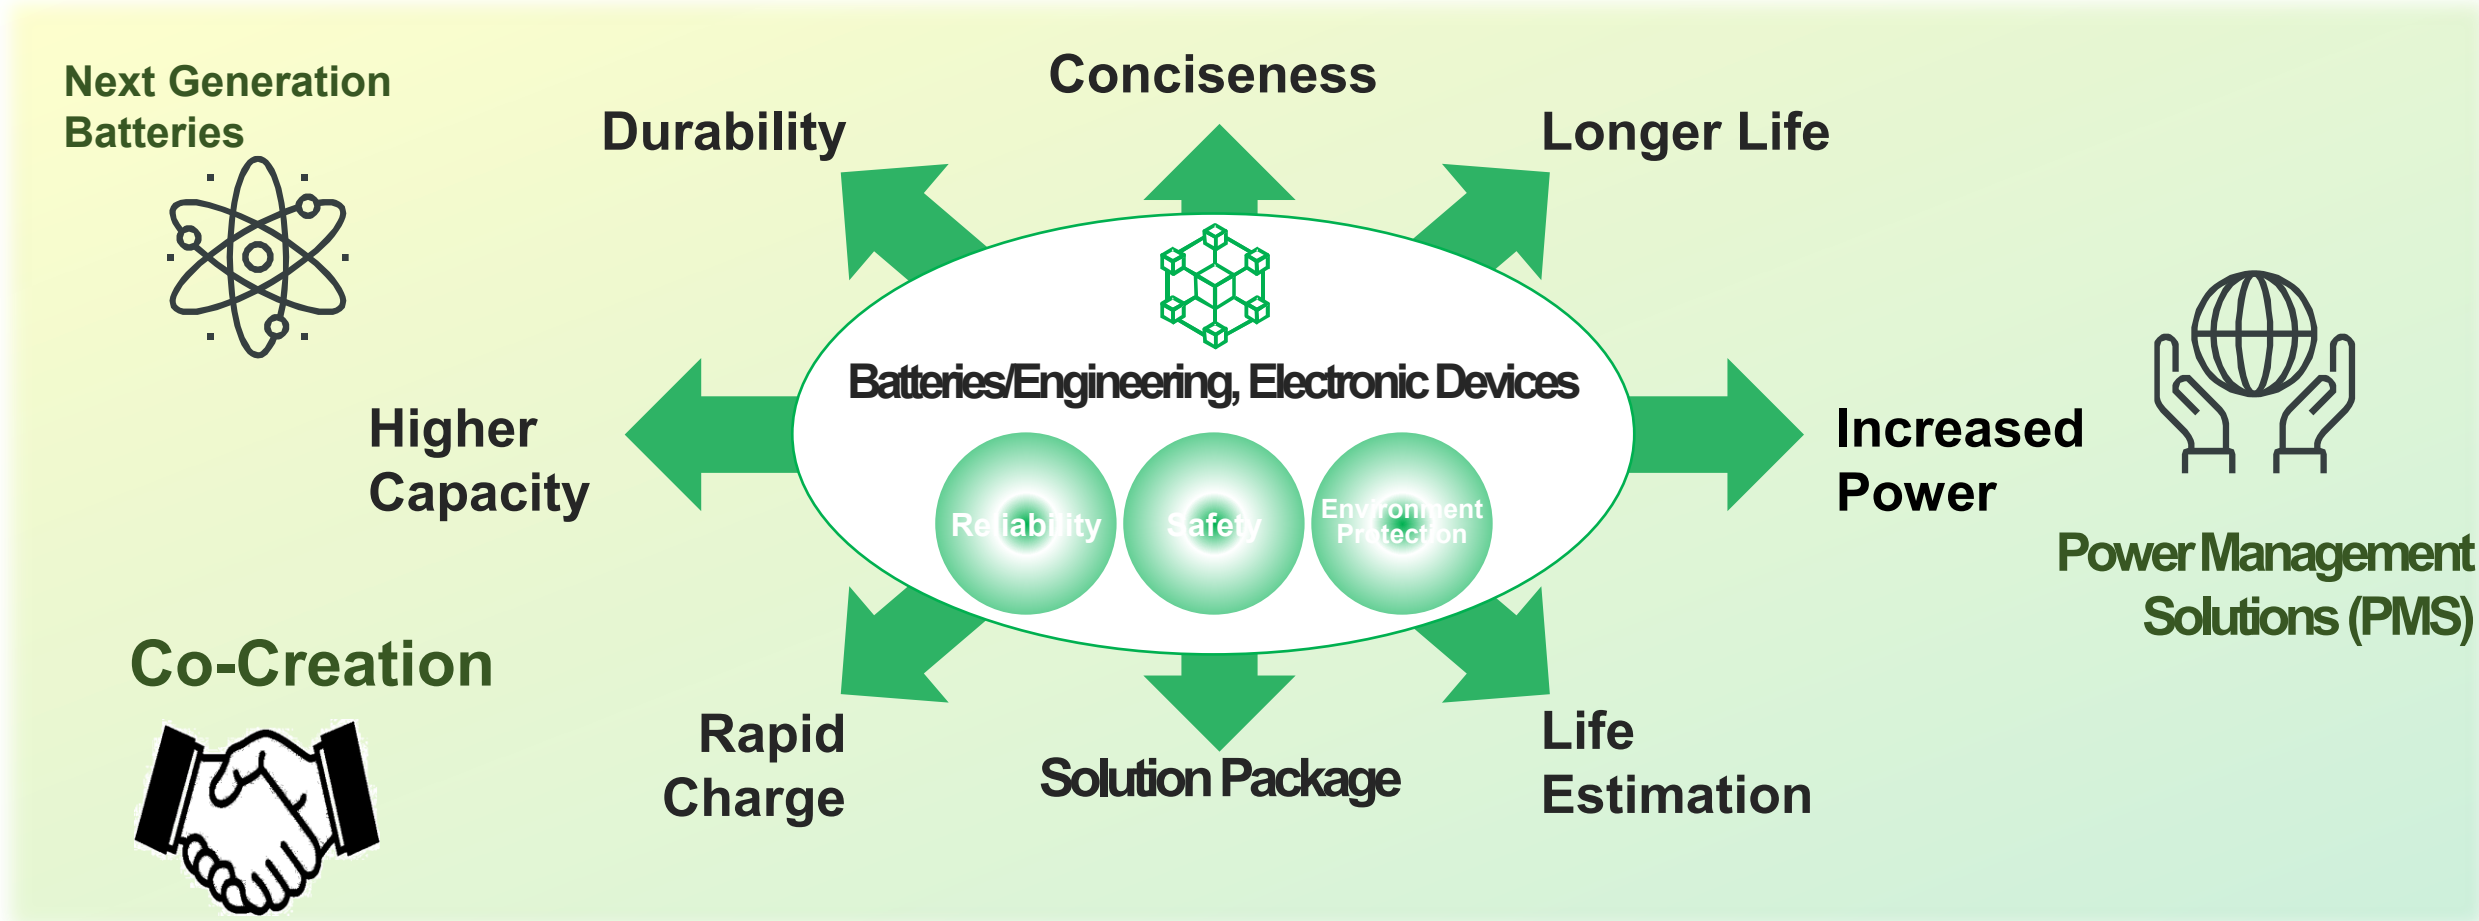 Next Generation
Batteries
Conciseness
Durability
Longer Life
Batteries/Engineering, Electronic Devices
Higher
Capacity
Increased
Power
Reliability
Safety
Environment
Protection
Power Management
Solutions (PMS)
Co-Creation
Rapid
Charge
Solution Package
Life
Estimation